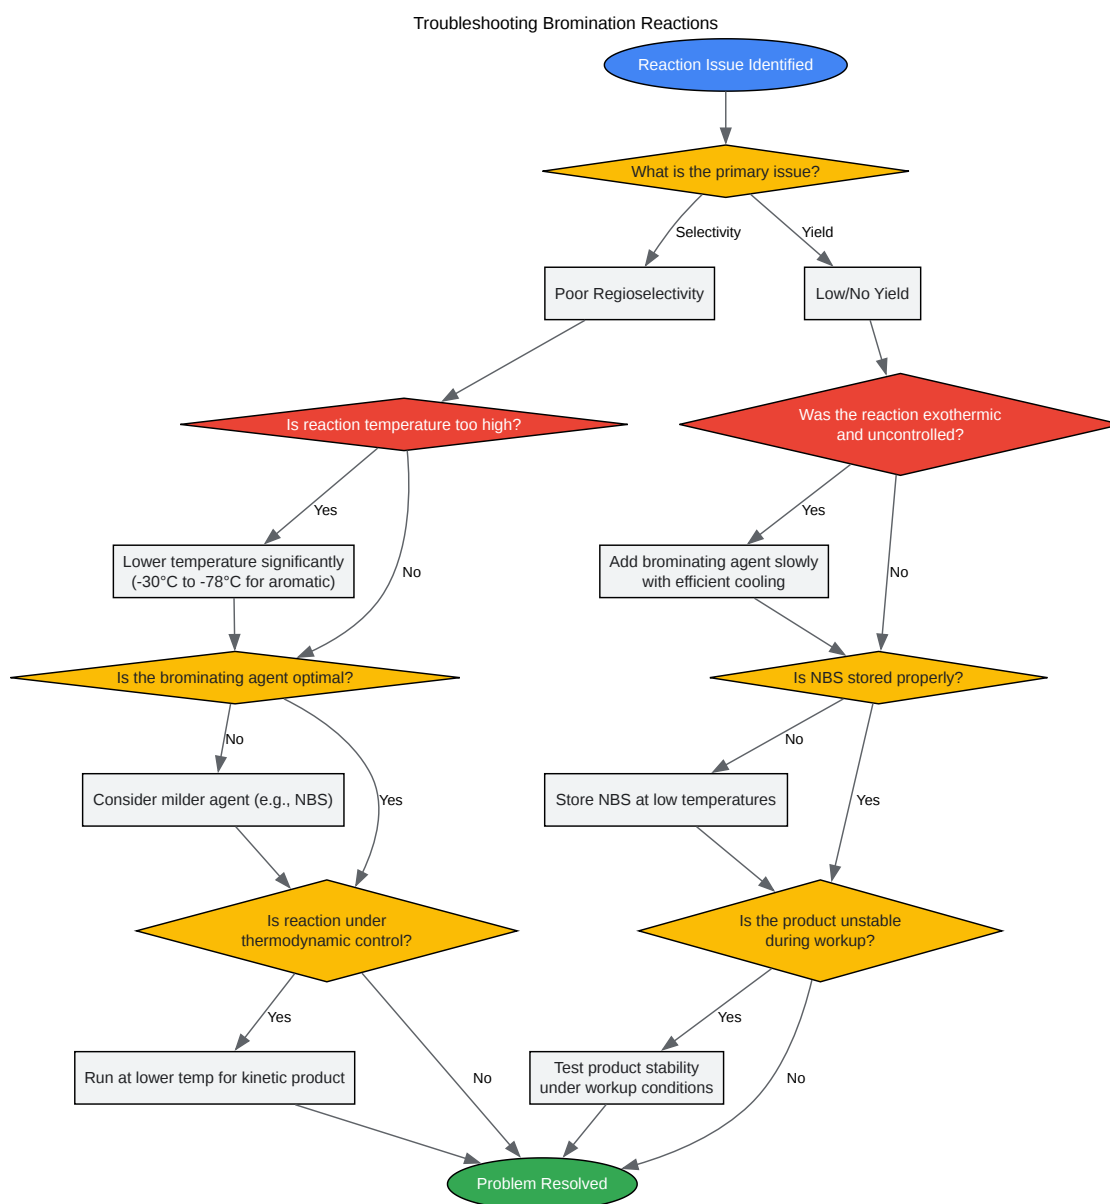 Troubleshooting Bromination Reactions
Reaction Issue Identified
What is the primary issue?
Selectivity
Yield
Poor Regioselectivity
Low/No Yield
Is reaction temperature too high?
Was the reaction exothermic
and uncontrolled?
Yes
Yes
Lower temperature significantly
(-30°C to -78°C for aromatic)
No
Add brominating agent slowly
with efficient cooling
No
Is the brominating agent optimal?
Is NBS stored properly?
No
No
Consider milder agent (e.g., NBS)
Yes
Store NBS at low temperatures
Yes
Is reaction under
thermodynamic control?
Is the product unstable
during workup?
Yes
Yes
Run at lower temp for kinetic product
No
Test product stability
under workup conditions
No
Problem Resolved